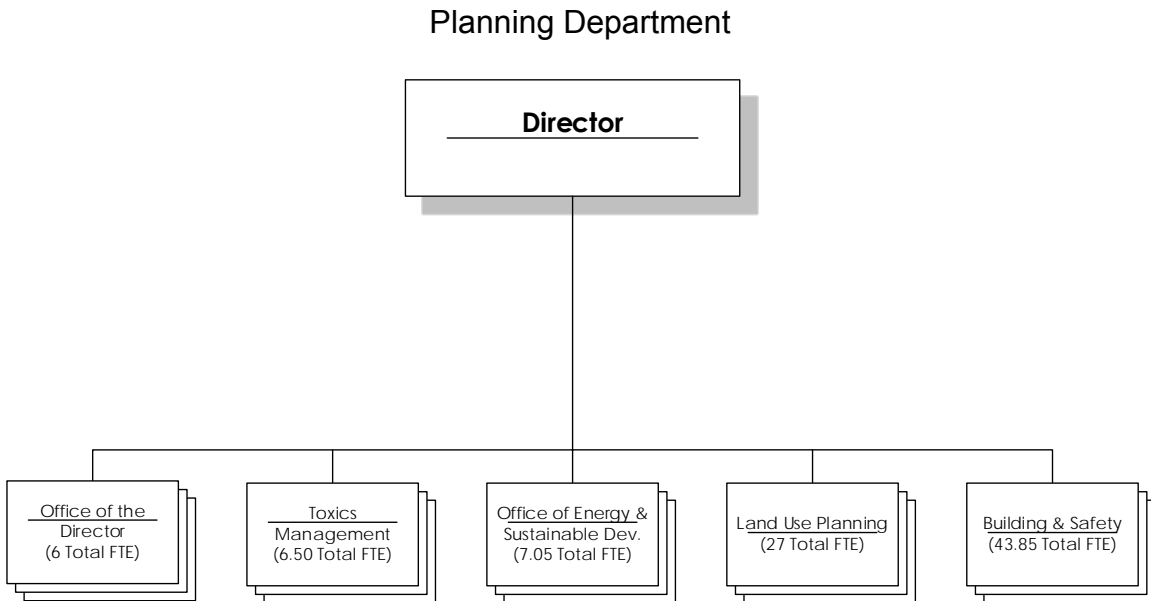 Planning Department
Director
Office of the
Director
(6 Total FTE)
Toxics
Management
(6.50 Total FTE)
Office of Energy &
Sustainable Dev.
(7.05 Total FTE)
Land Use Planning
(27 Total FTE)
Building & Safety
(43.85 Total FTE)